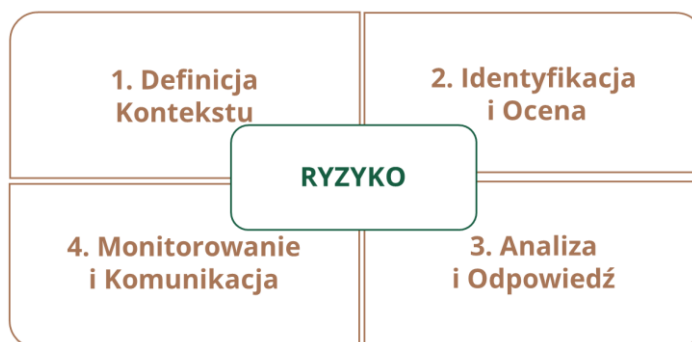 1. Definicja
Kontekstu
2. Identyfikacja
i Ocena
RYZYKO
4. Monitorowanie
i Komunikacja
3. Analiza
i Odpowiedź